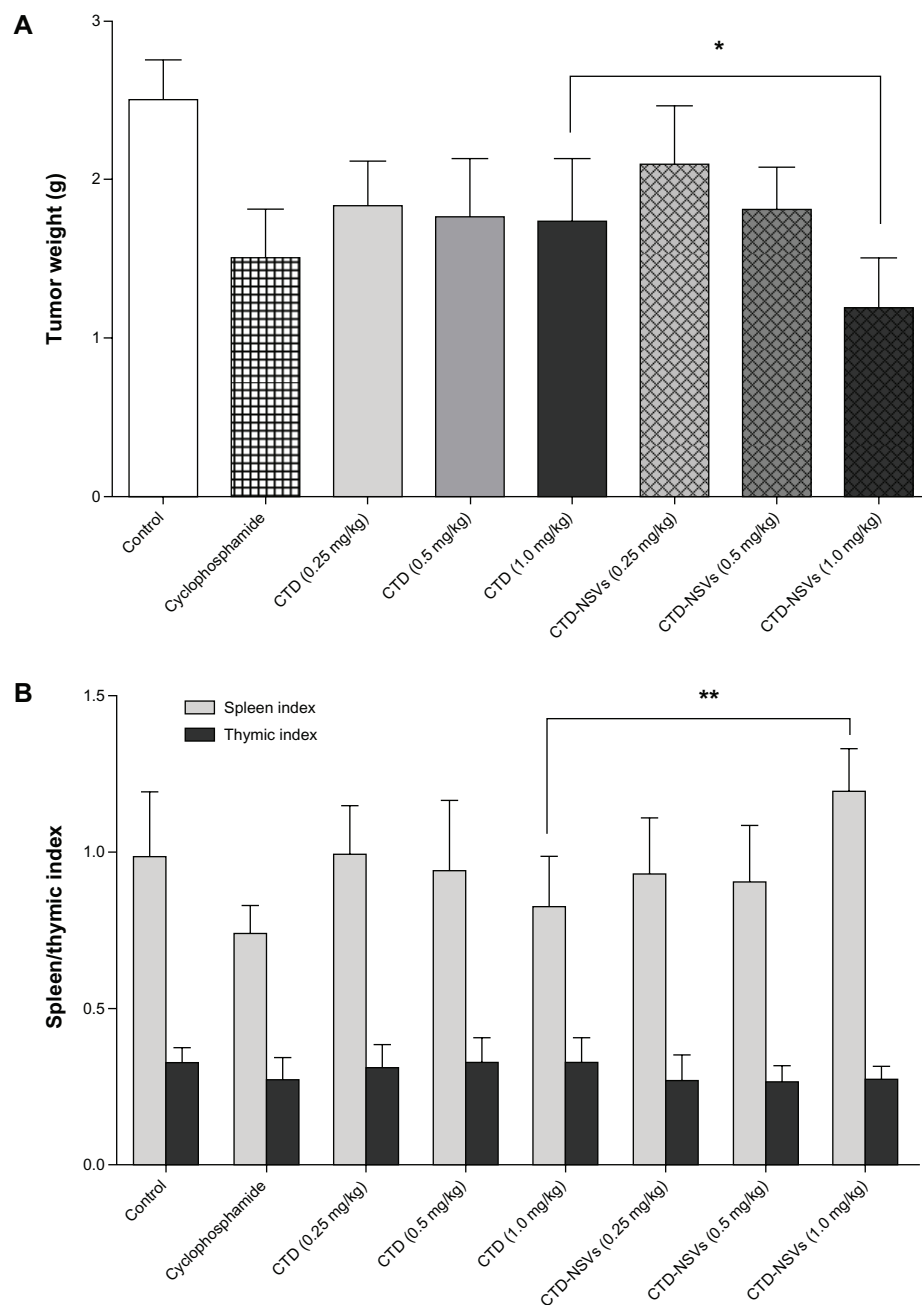 A
3
*
2
Tumor weight (g)
1
0
Control
Cyclophosphamide
CTD (0.25 mg/kg)
CTD (0.5 mg/kg)
CTD (1.0 mg/kg)
CTD-NSVs (0.25 mg/kg)
CTD-NSVs (0.5 mg/kg)
CTD-NSVs (1.0 mg/kg)
B
1.5
Spleen index
Thymic index
**
1.0
Spleen/thymic index
0.5
0.0
Control
Cyclophosphamide
CTD (0.25 mg/kg)
CTD (0.5 mg/kg)
CTD (1.0 mg/kg)
CTD-NSVs (0.25 mg/kg)
CTD-NSVs (0.5 mg/kg)
CTD-NSVs (1.0 mg/kg)